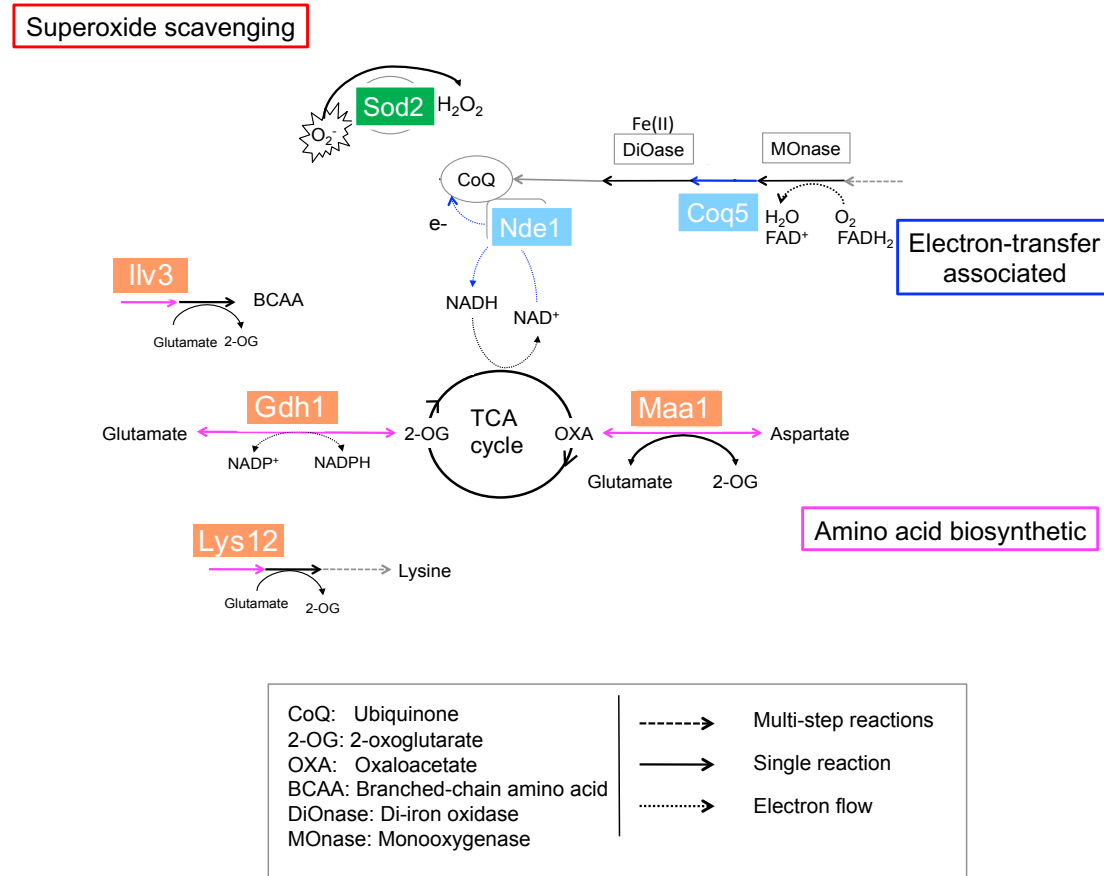 Superoxide scavenging
Sod2
O₂⁻
H₂O₂
Fe(II)
DiOase
MOnase
CoQ
Coq5
H₂O
FAD⁺
O₂
FADH₂
e-
Nde1
Electron-transfer
associated
Ilv3
BCAA
Glutamate
2-OG
NADH
NAD⁺
Gdh1
Maa1
Glutamate
2-OG
TCA
cycle
OXA
Aspartate
NADP⁺
NADPH
Glutamate
2-OG
Amino acid biosynthetic
Lys12
Lysine
Glutamate
2-OG
CoQ: Ubiquinone
2-OG: 2-oxoglutarate
OXA: Oxaloacetate
BCAA: Branched-chain amino acid
DiOnase: Di-iron oxidase
MOnase: Monooxygenase
Multi-step reactions
Single reaction
Electron flow